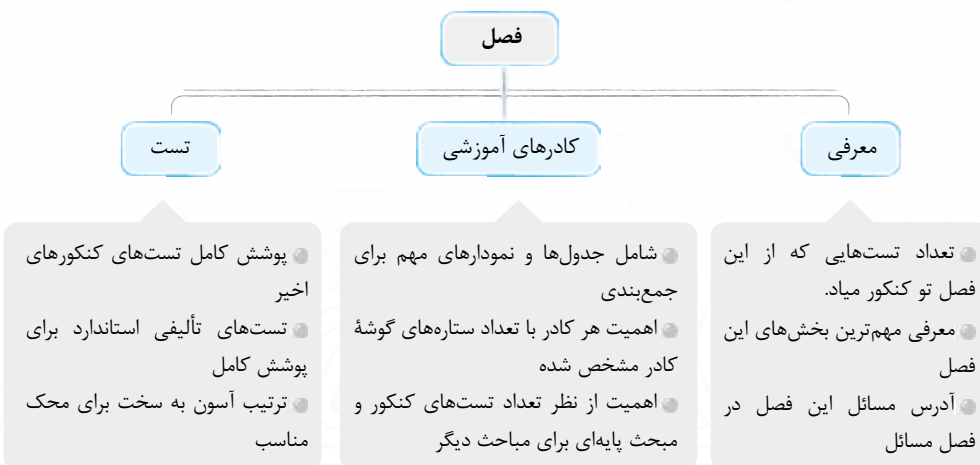 فصل
معرفی
کادرهای آموزشی
تست
تعداد تست‌هایی که از این
فصل تو کنکور میاد.
معرفی مهم‌ترین بخش‌های این
فصل
آدرس مسائل این فصل در
فصل مسائل
شامل جدول‌ها و نمودارهای مهم برای
جمع‌بندی
اهمیت هر کادر با تعداد ستاره‌های گوشۀ
کادر مشخص شده
اهمیت از نظر تعداد تست‌های کنکور و
مبحث پایه‌ای برای مباحث دیگر
پوشش کامل تست‌های کنکورهای
اخیر
تست‌های تألیفی استاندارد برای
پوشش کامل
ترتیب آسون به سخت برای محک
مناسب